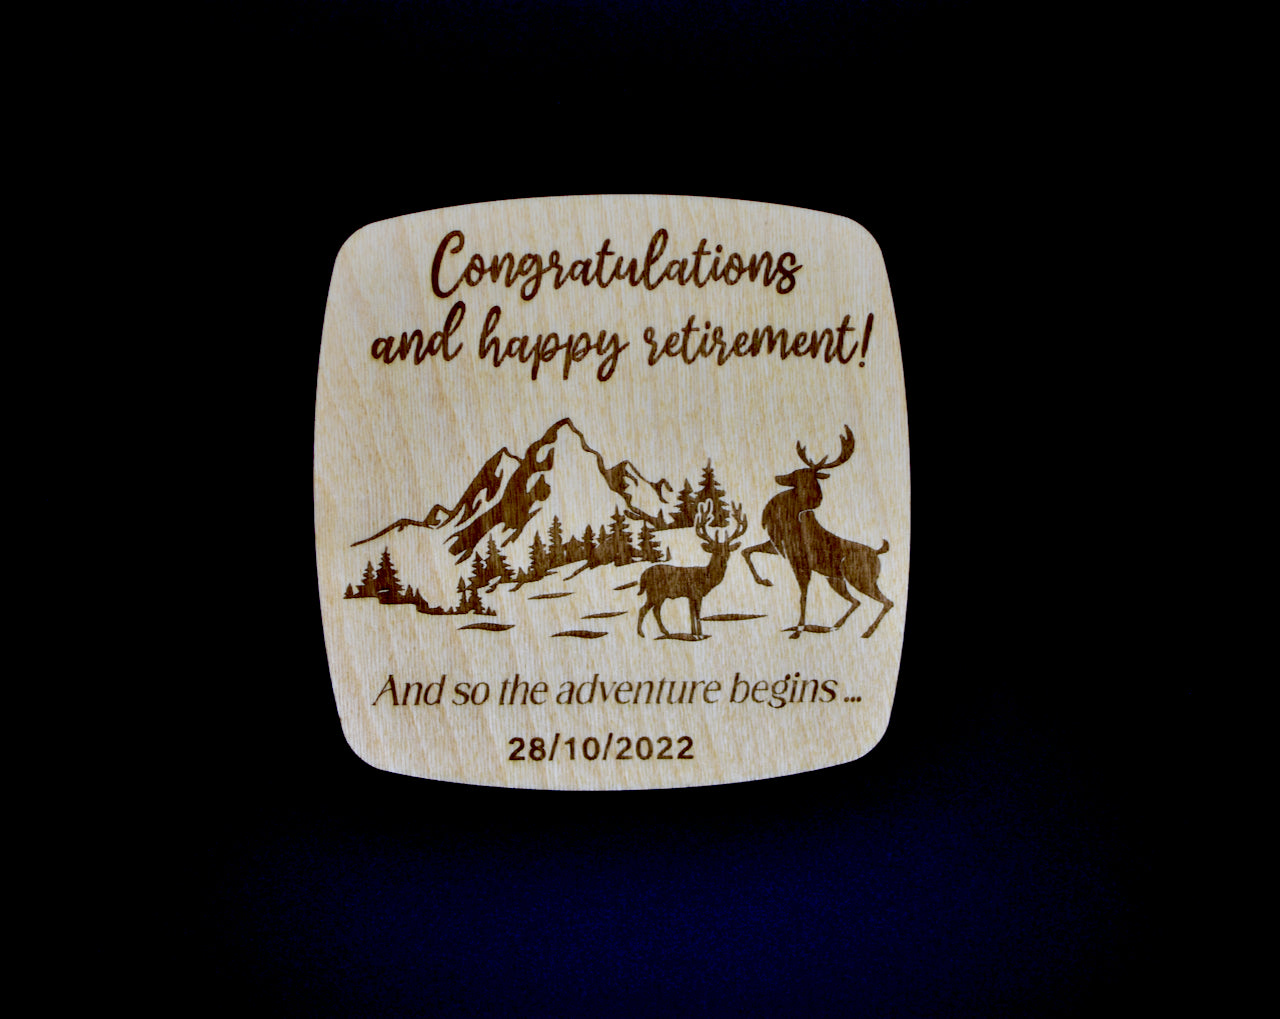 Congratulations
and happy retirement!
And so the adventure begins ...
28/10/2022